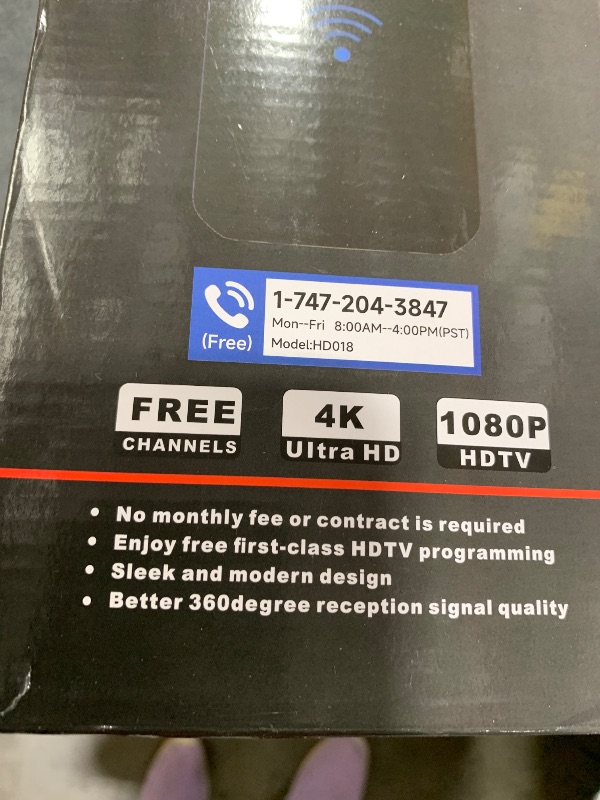 1-747-204-3847
(Free)
Mon--Fri 8:00AM--4:00PM(PST)
Model:HD018
FREE
CHANNELS
4K
Ultra HD
1080P
HDTV
• No monthly fee or contract is required
• Enjoy free first-class HDTV programming
• Sleek and modern design
• Better 360degree reception signal quality